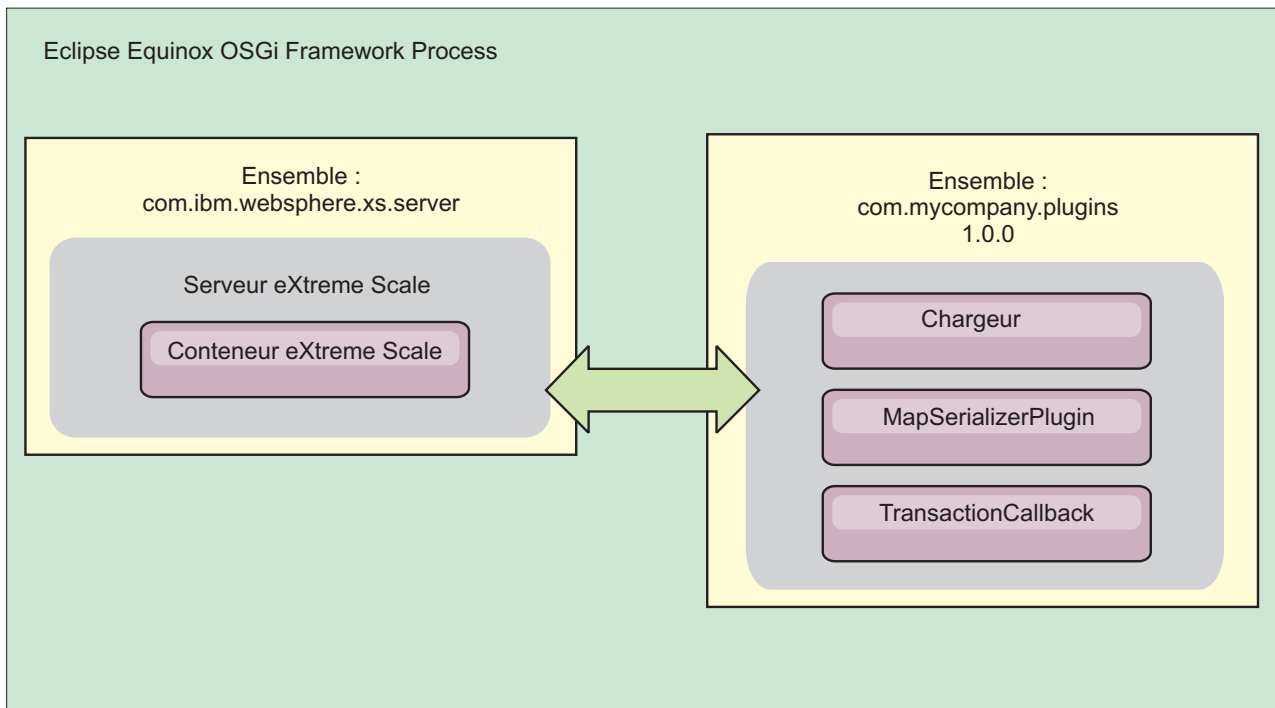 Eclipse Equinox OSGi Framework Process
Ensemble :
com.ibm.websphere.xs.server
Serveur eXtreme Scale
Conteneur eXtreme Scale
Ensemble :
com.mycompany.plugins
1.0.0
Chargeur
MapSerializerPlugin
TransactionCallback